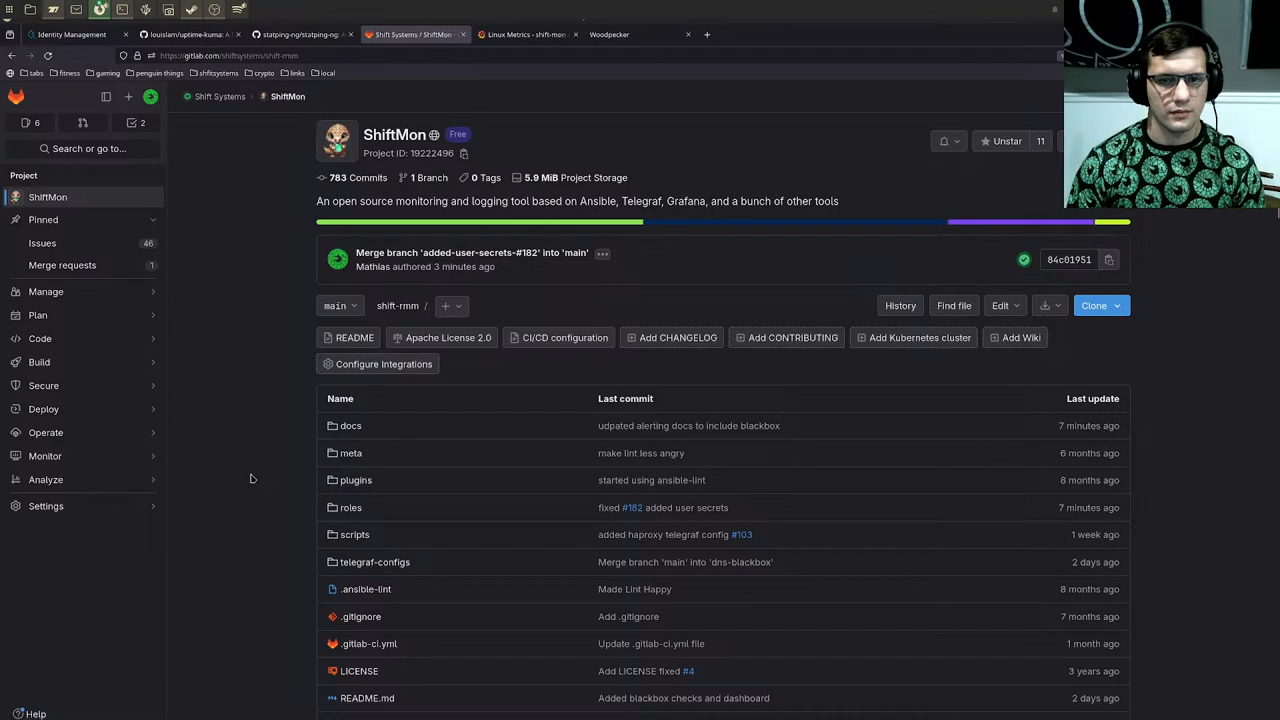 Identity Management
louislam/uptime-kuma: A
statping-ng/statping-ng: A
Shift Systems / ShiftMon ·
Linux Metrics - shift-mon
Woodpecker
https://gitlab.com/shiftsystems/shift-rmm
tabs
fitness
gaming
penguin things
shfitsystems
crypto
links
local
Shift Systems
ShiftMon
6
2
Search or go to...
Project
ShiftMon
Pinned
Issues
46
Merge requests
1
Manage
Plan
Code
Build
Secure
Deploy
Operate
Monitor
Analyze
Settings
Help
ShiftMon
Free
Project ID: 19222496
Unstar
11
783 Commits
1 Branch
0 Tags
5.9 MiB Project Storage
An open source monitoring and logging tool based on Ansible, Telegraf, Grafana, and a bunch of other tools
Merge branch 'added-user-secrets-#182' into 'main'
Mathias authored 3 minutes ago
84c01951
main
shift-rmm /
History
Find file
Edit
Clone
README
Apache License 2.0
CI/CD configuration
Add CHANGELOG
Add CONTRIBUTING
Add Kubernetes cluster
Add Wiki
Configure Integrations
Name Last commit Last update
docs udpated alerting docs to include blackbox 7 minutes ago
meta make lint less angry 6 months ago
plugins started using ansible-lint 8 months ago
roles fixed #182 added user secrets 7 minutes ago
scripts added haproxy telegraf config #103 1 week ago
telegraf-configs Merge branch 'main' into 'dns-blackbox' 2 days ago
.ansible-lint Made Lint Happy 8 months ago
.gitignore Add .gitignore 7 months ago
.gitlab-ci.yml Update .gitlab-ci.yml file 1 month ago
LICENSE Add LICENSE fixed #4 3 years ago
README.md Added blackbox checks and dashboard 2 days ago